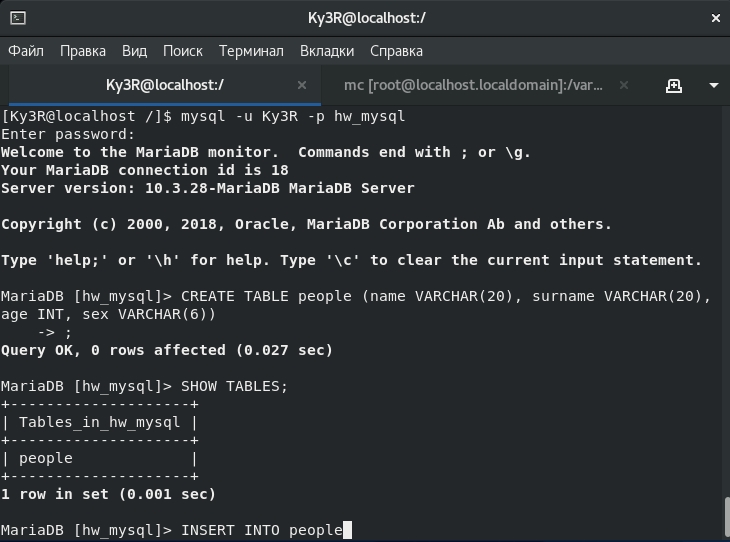 Ky3R@localhost:/
Файл Правка Вид Поиск Терминал Вкладки Справка
Ky3R@localhost:/ mc [root@localhost.localdomain]:/var...
[Ky3R@localhost /]$ mysql -u Ky3R -p hw_mysql
Enter password:
Welcome to the MariaDB monitor.  Commands end with ; or \g.
Your MariaDB connection id is 18
Server version: 10.3.28-MariaDB MariaDB Server
Copyright (c) 2000, 2018, Oracle, MariaDB Corporation Ab and others.
Type 'help;' or '\h' for help. Type '\c' to clear the current input statement.
MariaDB [hw_mysql]> CREATE TABLE people (name VARCHAR(20), surname VARCHAR(20),
age INT, sex VARCHAR(6))
    -> ;
Query OK, 0 rows affected (0.027 sec)
MariaDB [hw_mysql]> SHOW TABLES;
+--------------------+
| Tables_in_hw_mysql |
+--------------------+
| people             |
+--------------------+
1 row in set (0.001 sec)
MariaDB [hw_mysql]> INSERT INTO people